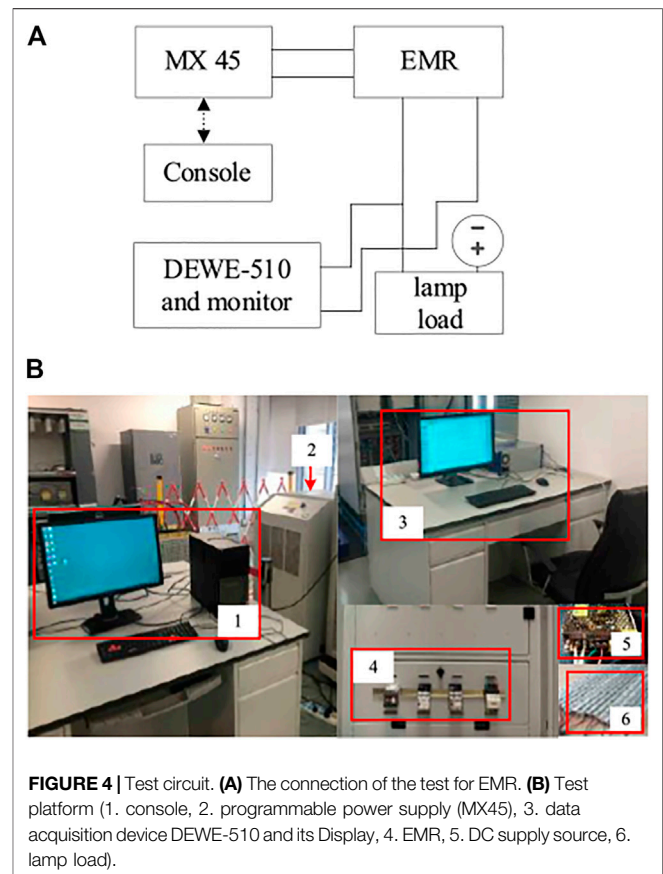 A
MX 45
EMR
Console
DEWE-510
and monitor
−
+
lamp
load
B
1
2
3
4
5
6
FIGURE 4 | Test circuit. (A) The connection of the test for EMR. (B) Test
platform (1. console, 2. programmable power supply (MX45), 3. data
acquisition device DEWE-510 and its Display, 4. EMR, 5. DC supply source, 6.
lamp load).